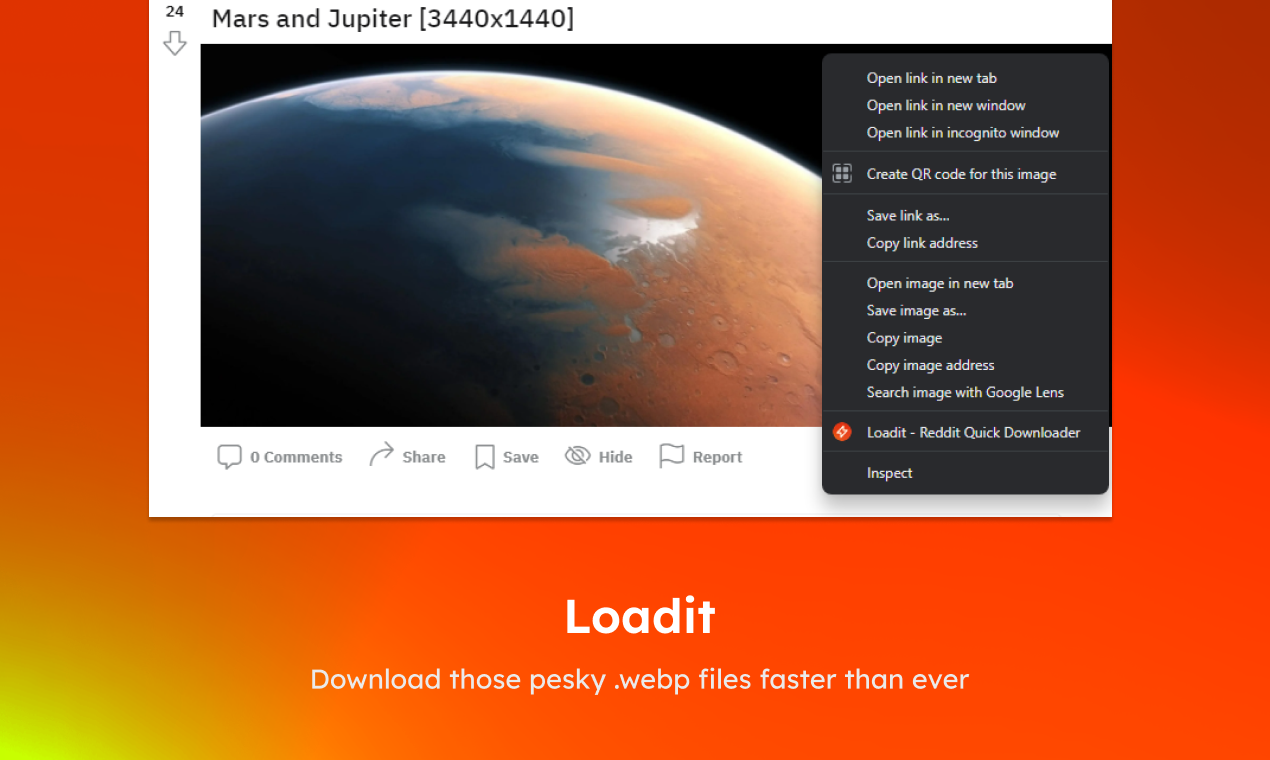 24
Mars and Jupiter [3440x1440]
Open link in new tab
Open link in new window
Open link in incognito window
Create QR code for this image
Save link as...
Copy link address
Open image in new tab
Save image as...
Copy image
Copy image address
Search image with Google Lens
Loadit - Reddit Quick Downloader
Inspect
0 Comments
Share
Save
Hide
Report
Loadit
Download those pesky .webp files faster than ever